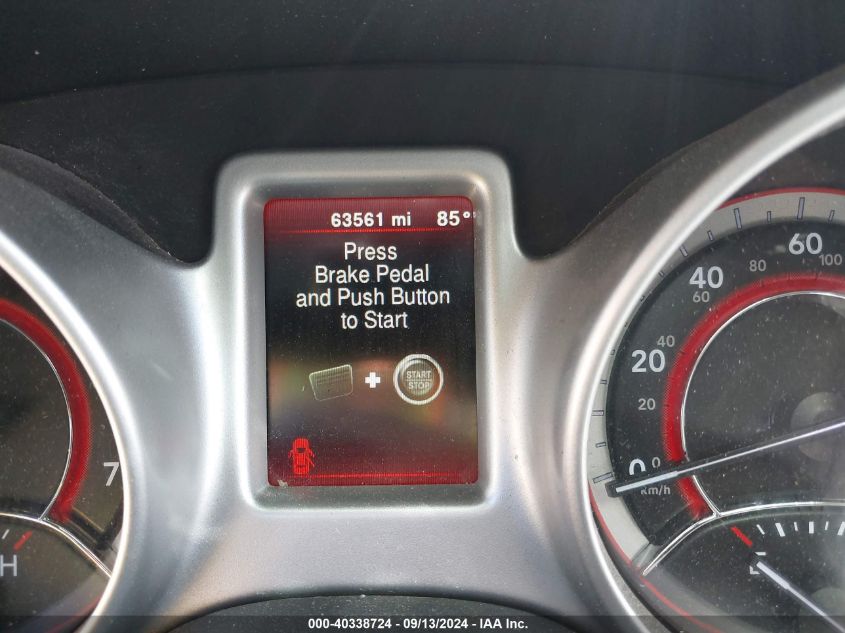 63561 mi 85°
Press
Brake Pedal
and Push Button
to Start
START
STOP
7
H
0
20
40
60
0
20
40
60
80
100
km/h
E
000-40338724 - 09/13/2024 - IAA Inc.